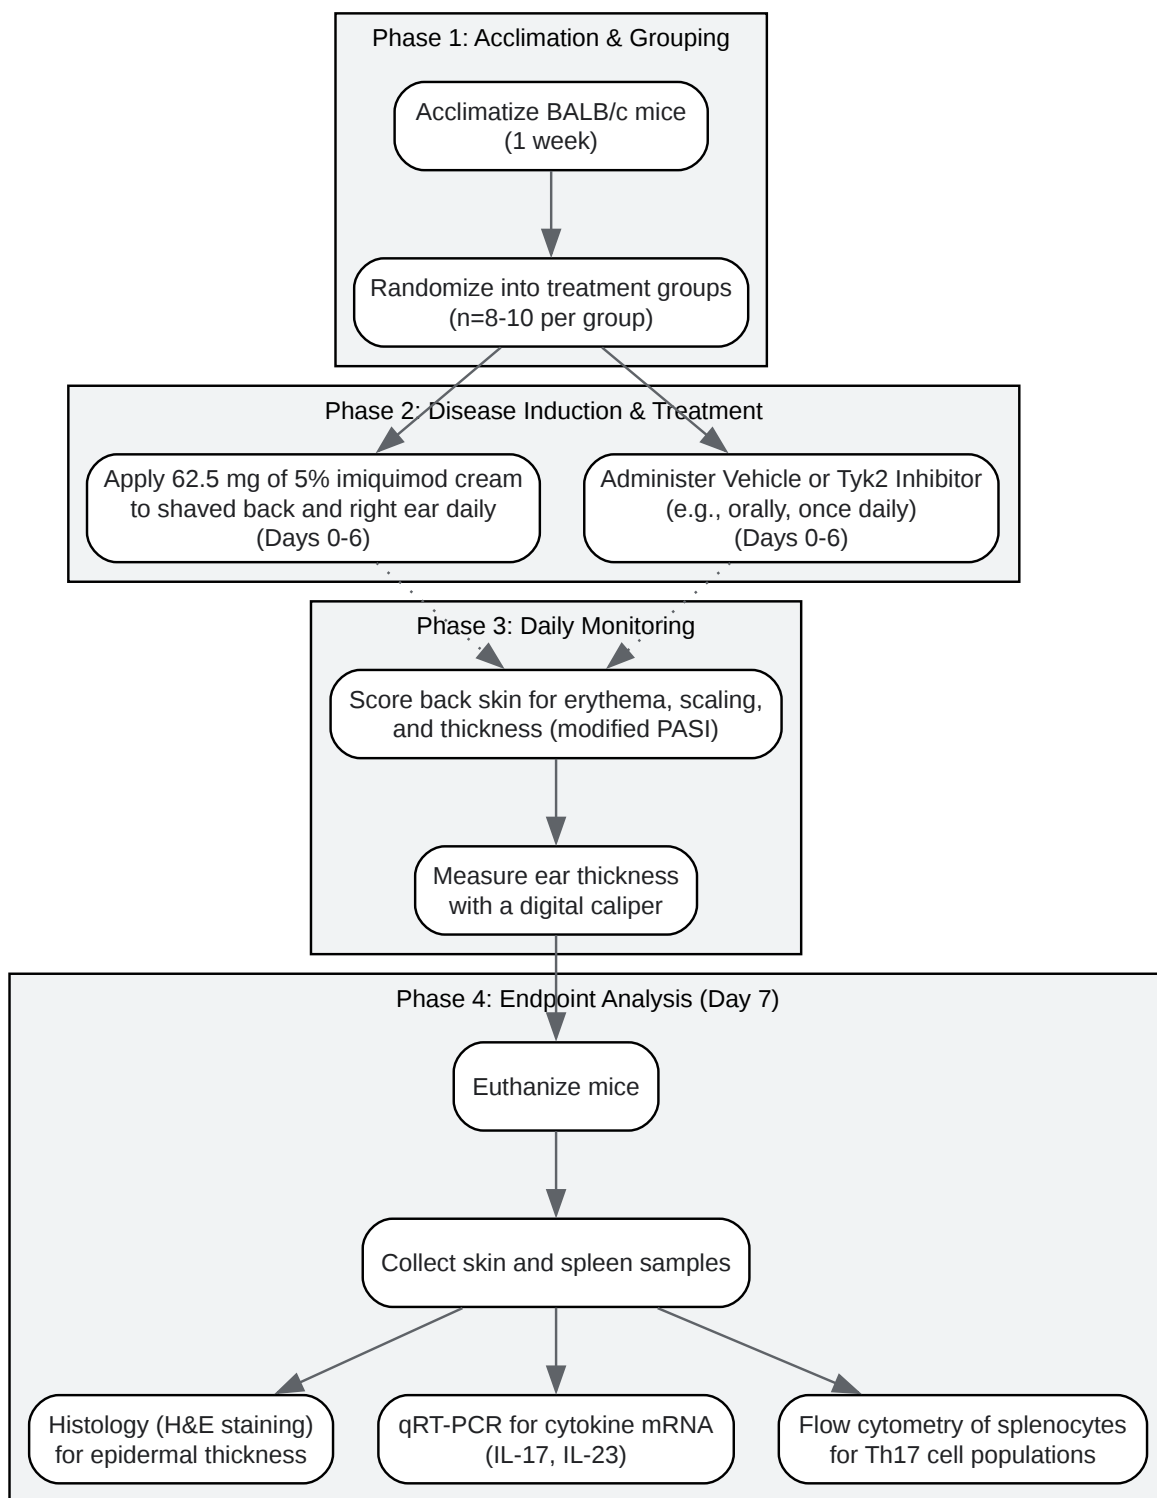 Phase 1: Acclimation & Grouping
Acclimatize BALB/c mice
(1 week)
Randomize into treatment groups
(n=8-10 per group)
Phase 2: Disease Induction & Treatment
Apply 62.5 mg of 5% imiquimod cream
to shaved back and right ear daily
(Days 0-6)
Administer Vehicle or Tyk2 Inhibitor
(e.g., orally, once daily)
(Days 0-6)
Phase 3: Daily Monitoring
Score back skin for erythema, scaling,
and thickness (modified PASI)
Measure ear thickness
with a digital caliper
Phase 4: Endpoint Analysis (Day 7)
Euthanize mice
Collect skin and spleen samples
Histology (H&E staining)
for epidermal thickness
qRT-PCR for cytokine mRNA
(IL-17, IL-23)
Flow cytometry of splenocytes
for Th17 cell populations